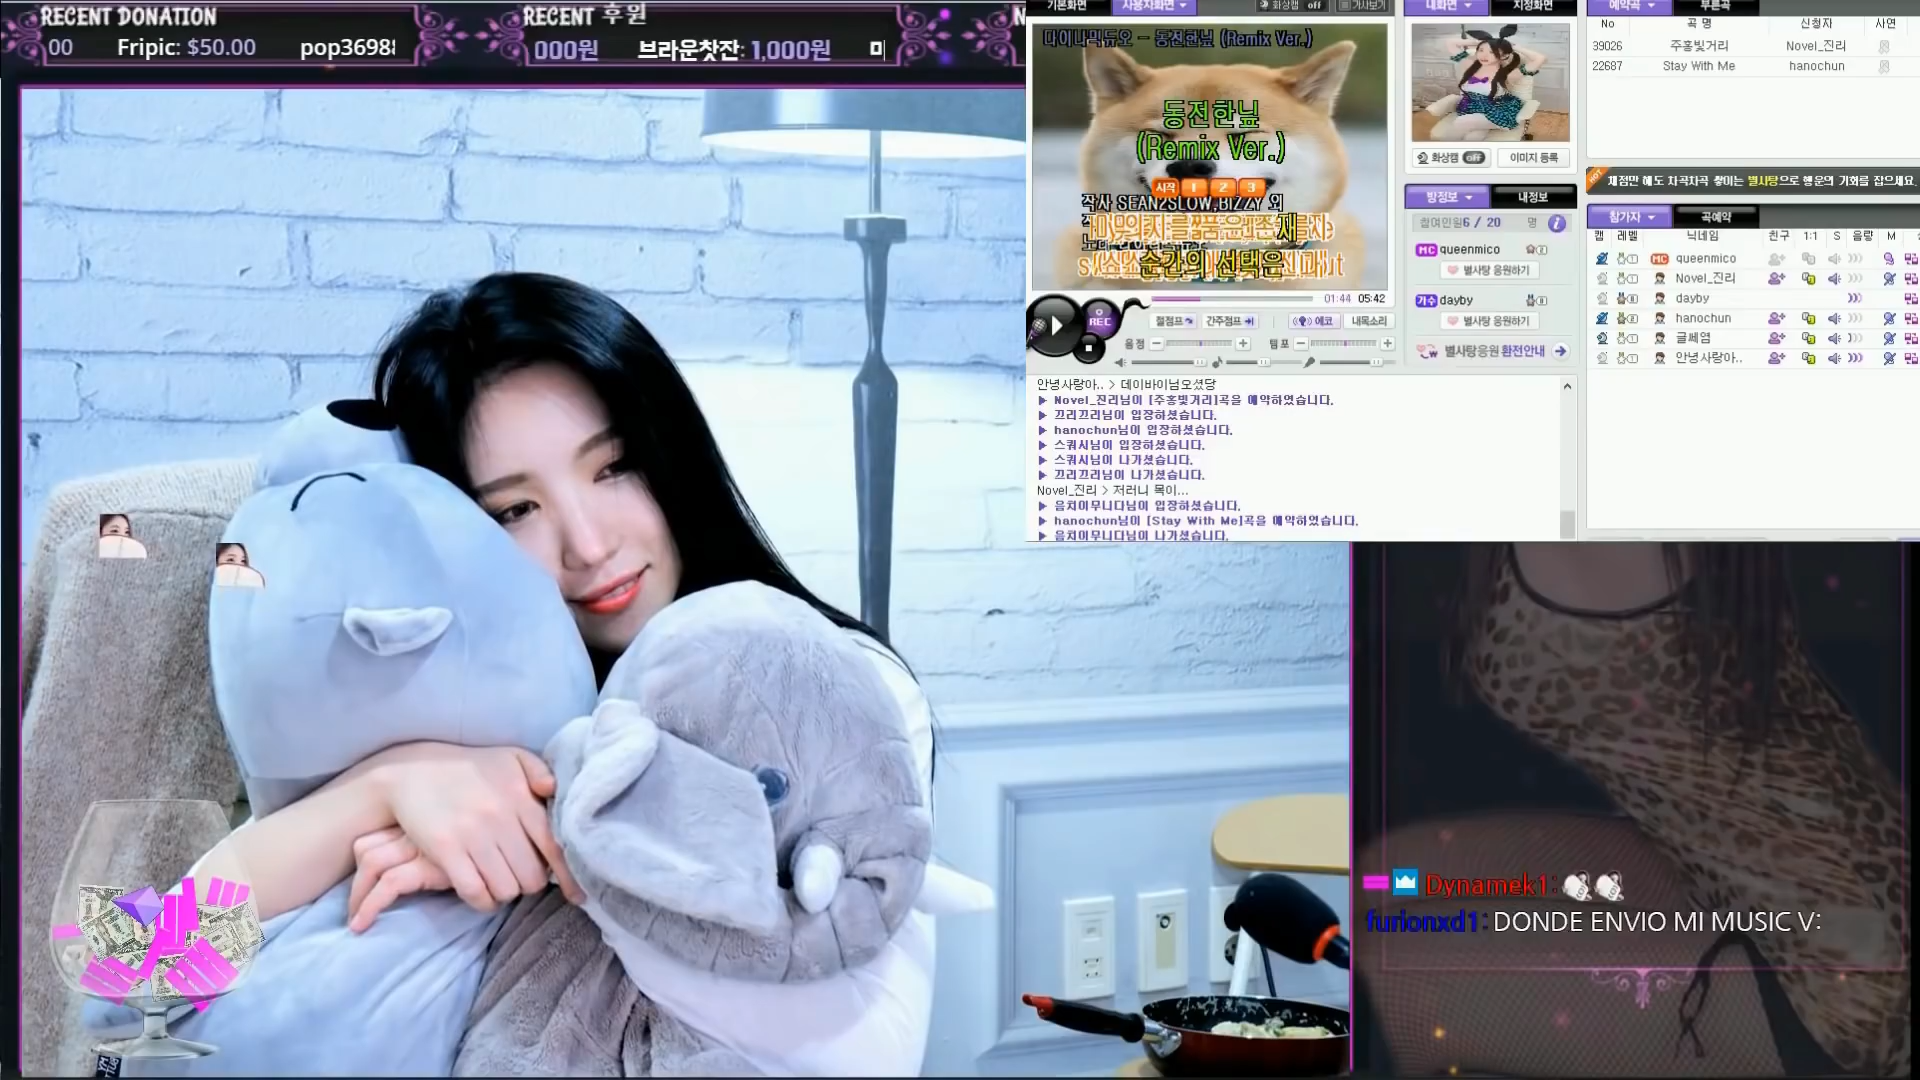 RECENT DONATION
00 Fripic: $50.00 pop3698
RECENT 후원
000원 브라운찻잔: 1,000원
기본화면 사용자화면 화상캠 off 가사보기
다이나믹듀오 - 동전한닢 (Remix Ver.)
동전한닢
(Remix Ver.)
시작 1 2 3
작사 SEAN2SLOW,BIZZY 외
순간의 선택은
01:44 05:42
REC 절점프 간주점프 에코 내목소리
음정 템포
내화면 지정화면
화상캠 off 이미지 등록
방정보 내정보
참여인원 6 / 20 명
MC queenmico
별사탕 응원하기
가수 dayby
별사탕 응원하기
별사탕응원 환전안내
예약곡 부른곡
No 곡 명 신청자 사연
39026 주홍빛거리 Novel_진리
22687 Stay With Me hanochun
HOT 채점만 해도 차곡차곡 쌓이는 별사탕으로 행운의 기회를 잡으세요.
참가자 곡예약
캠 레벨 닉네임 친구 1:1 S 음량 M
MC queenmico
Novel_진리
dayby
hanochun
글쎄염
안녕사랑아..
안녕사랑아.. > 데이바이님오셨당
▶ Novel_진리님이 [주홍빛거리]곡을 예약하였습니다.
▶ 끄리끄리님이 입장하셨습니다.
▶ hanochun님이 입장하셨습니다.
▶ 스쿼시님이 입장하셨습니다.
▶ 스쿼시님이 나가셨습니다.
▶ 끄리끄리님이 나가셨습니다.
Novel_진리 > 저러니 목이...
▶ 음치이무니다님이 입장하셨습니다.
▶ hanochun님이 [Stay With Me]곡을 예약하였습니다.
▶ 음치이무니다님이 나가셨습니다.
Dynamek1:
furionxd1: DONDE ENVIO MI MUSIC V: